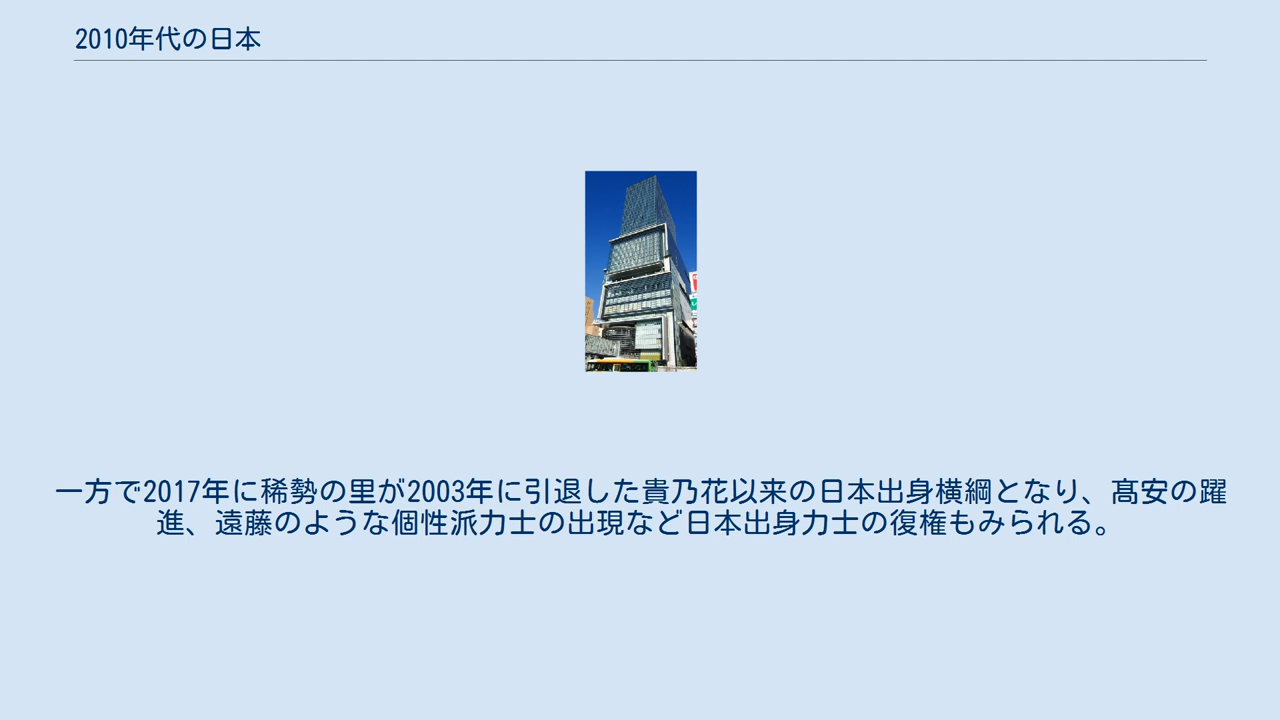 2010年代の日本
一方で2017年に稀勢の里が2003年に引退した貴乃花以来の日本出身横綱となり、髙安の躍
進、遠藤のような個性派力士の出現など日本出身力士の復権もみられる。